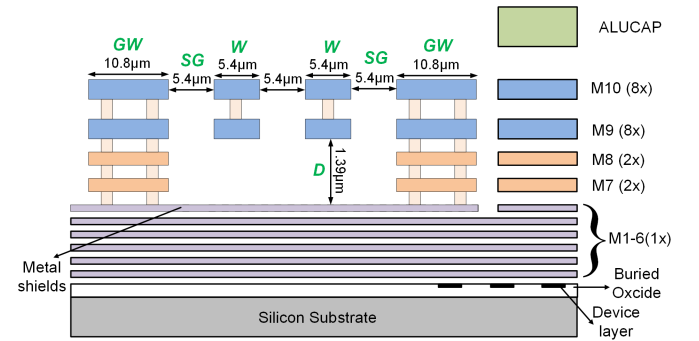 ALUCAP
GW
SG
W
W
SG
GW
10.8µm
5.4µm
5.4µm
5.4µm
5.4µm
5.4µm
10.8µm
M10 (8x)
M9 (8x)
D
1.39µm
M8 (2x)
M7 (2x)
M1-6(1x)
Metal
shields
Buried
Oxcide
Device
layer
Silicon Substrate